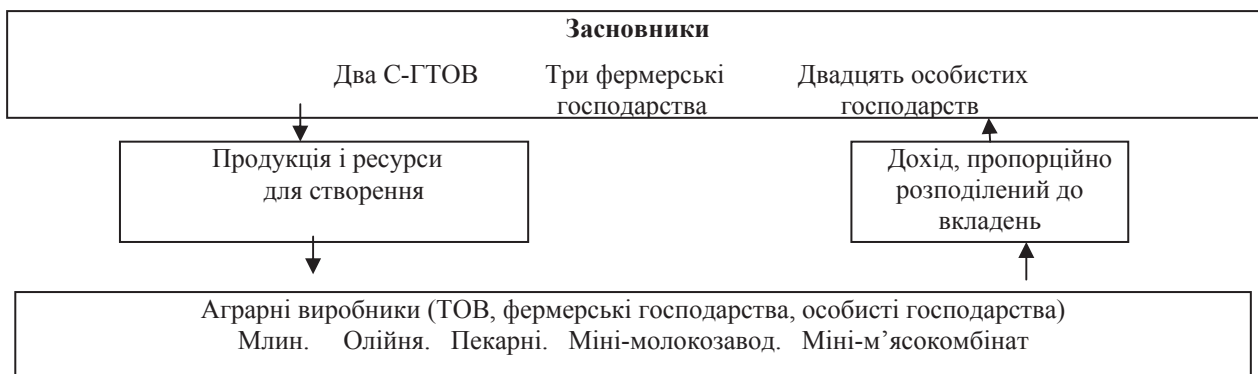 Засновники
Два С-ГТОВ Три фермерські Двадцять особистих
господарства господарств
Продукція і ресурси
для створення
Дохід, пропорційно
розподілений до
вкладень
Аграрні виробники (ТОВ, фермерські господарства, особисті господарства)
Млин. Олійня. Пекарні. Міні-молокозавод. Міні-м’ясокомбінат